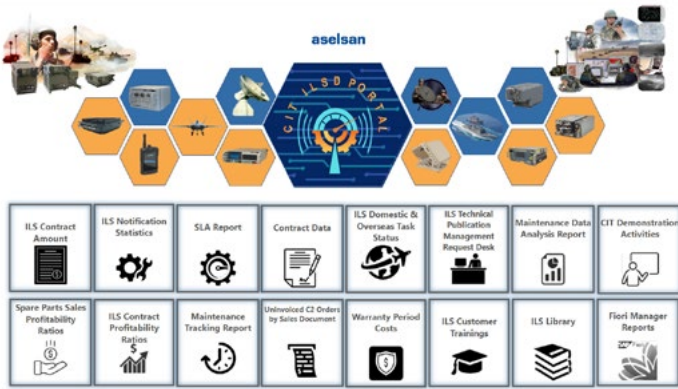 aselsan
CIT ILSD PORTAL
ILS Contract
Amount
ILS Notification
Statistics
SLA Report
Contract Data
ILS Domestic &
Overseas Task
Status
ILS Technical
Publication
Management
Request Desk
Maintenance Data
Analysis Report
CIT Demonstration
Activities
Spare Parts Sales
Profitability
Ratios
ILS Contract
Profitability
Ratios
Maintenance
Tracking Report
Uninvoiced C2 Orders
by Sales Document
Warranty Period
Costs
ILS Customer
Trainings
ILS Library
Fiori Manager
Reports